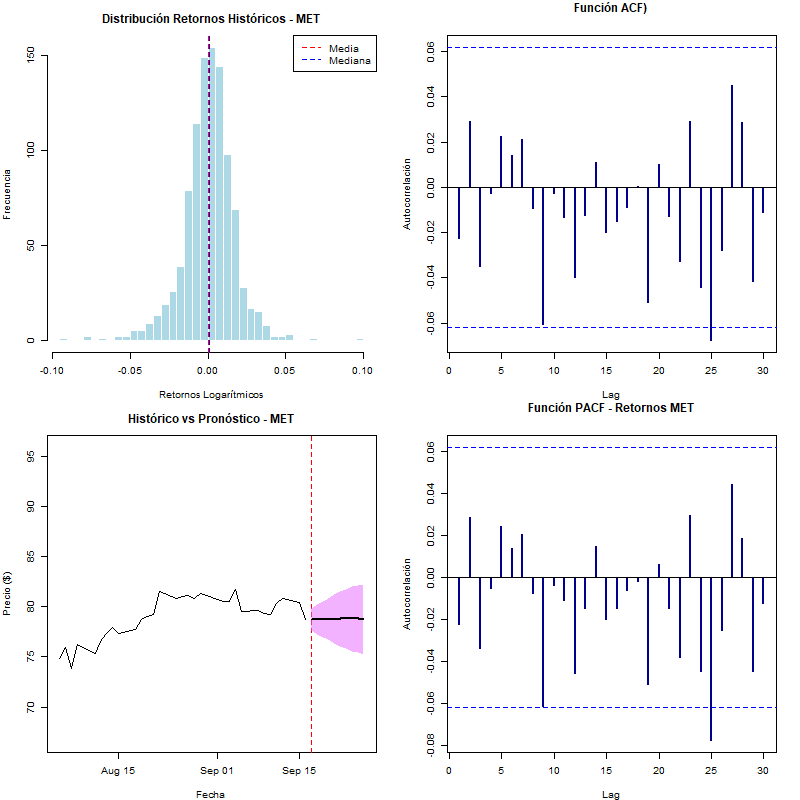 Distribución Retornos Históricos - MET
Frecuencia
150
100
50
0
Media
Mediana
-0.10
-0.05
0.00
0.05
0.10
Retornos Logarítmicos
Función ACF)
Autocorrelación
0.06
0.04
0.02
0.00
-0.02
-0.04
-0.06
0
5
10
15
20
25
30
Lag
Histórico vs Pronóstico - MET
Precio ($)
95
90
85
80
75
70
Aug 15
Sep 01
Sep 15
Fecha
Función PACF - Retornos MET
Autocorrelación
0.06
0.04
0.02
0.00
-0.02
-0.04
-0.06
-0.08
0
5
10
15
20
25
30
Lag